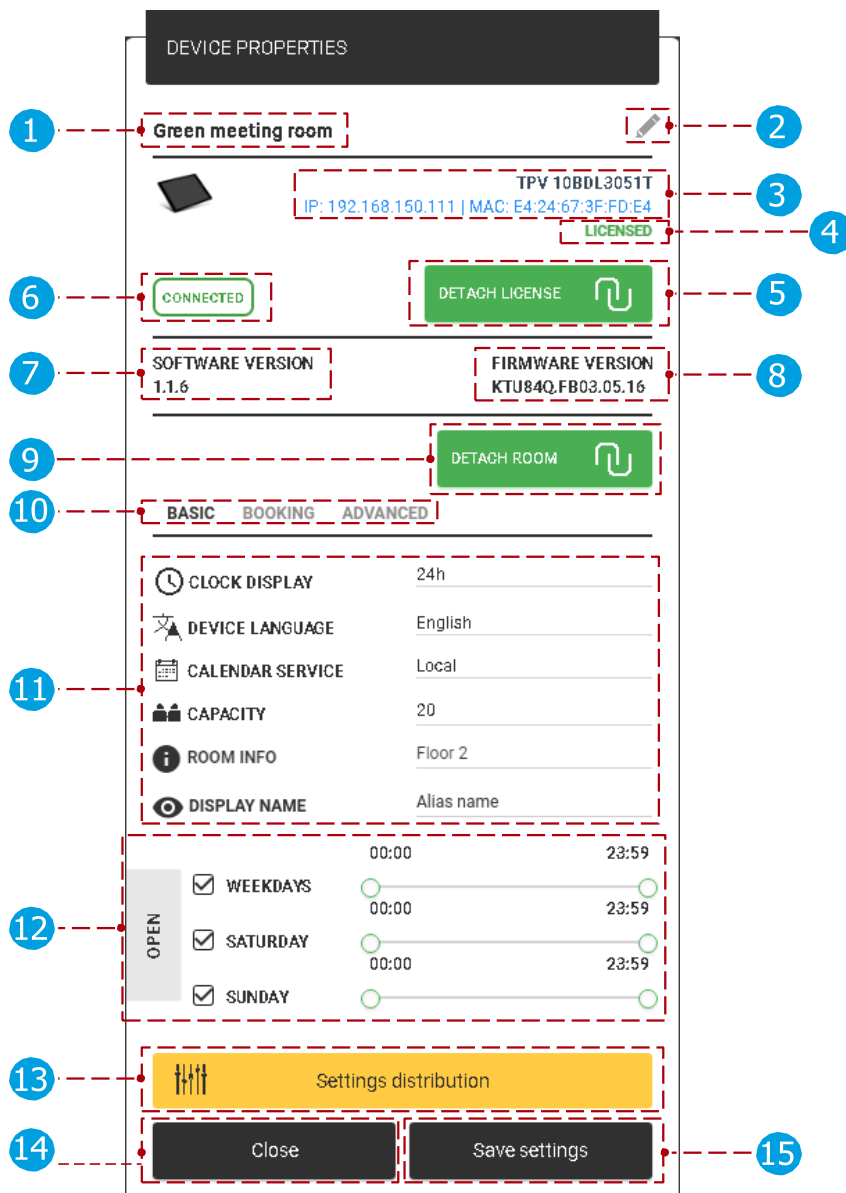 DEVICE PROPERTIES
1
Green meeting room
2
TPV 10BDL3051T
3
IP: 192.168.150.111 | MAC: E4:24:67:3F:FD:E4
LICENSED
4
6
CONNECTED
DETACH LICENSE
5
7
SOFTWARE VERSION
1.1.6
FIRMWARE VERSION
KTU84Q.FB03.05.16
8
9
DETACH ROOM
10
BASIC BOOKING ADVANCED
11
CLOCK DISPLAY 24h
DEVICE LANGUAGE English
CALENDAR SERVICE Local
CAPACITY 20
ROOM INFO Floor 2
DISPLAY NAME Alias name
12
OPEN
00:00 23:59
WEEKDAYS
00:00 23:59
SATURDAY
00:00 23:59
SUNDAY
13
Settings distribution
14
Close
Save settings
15